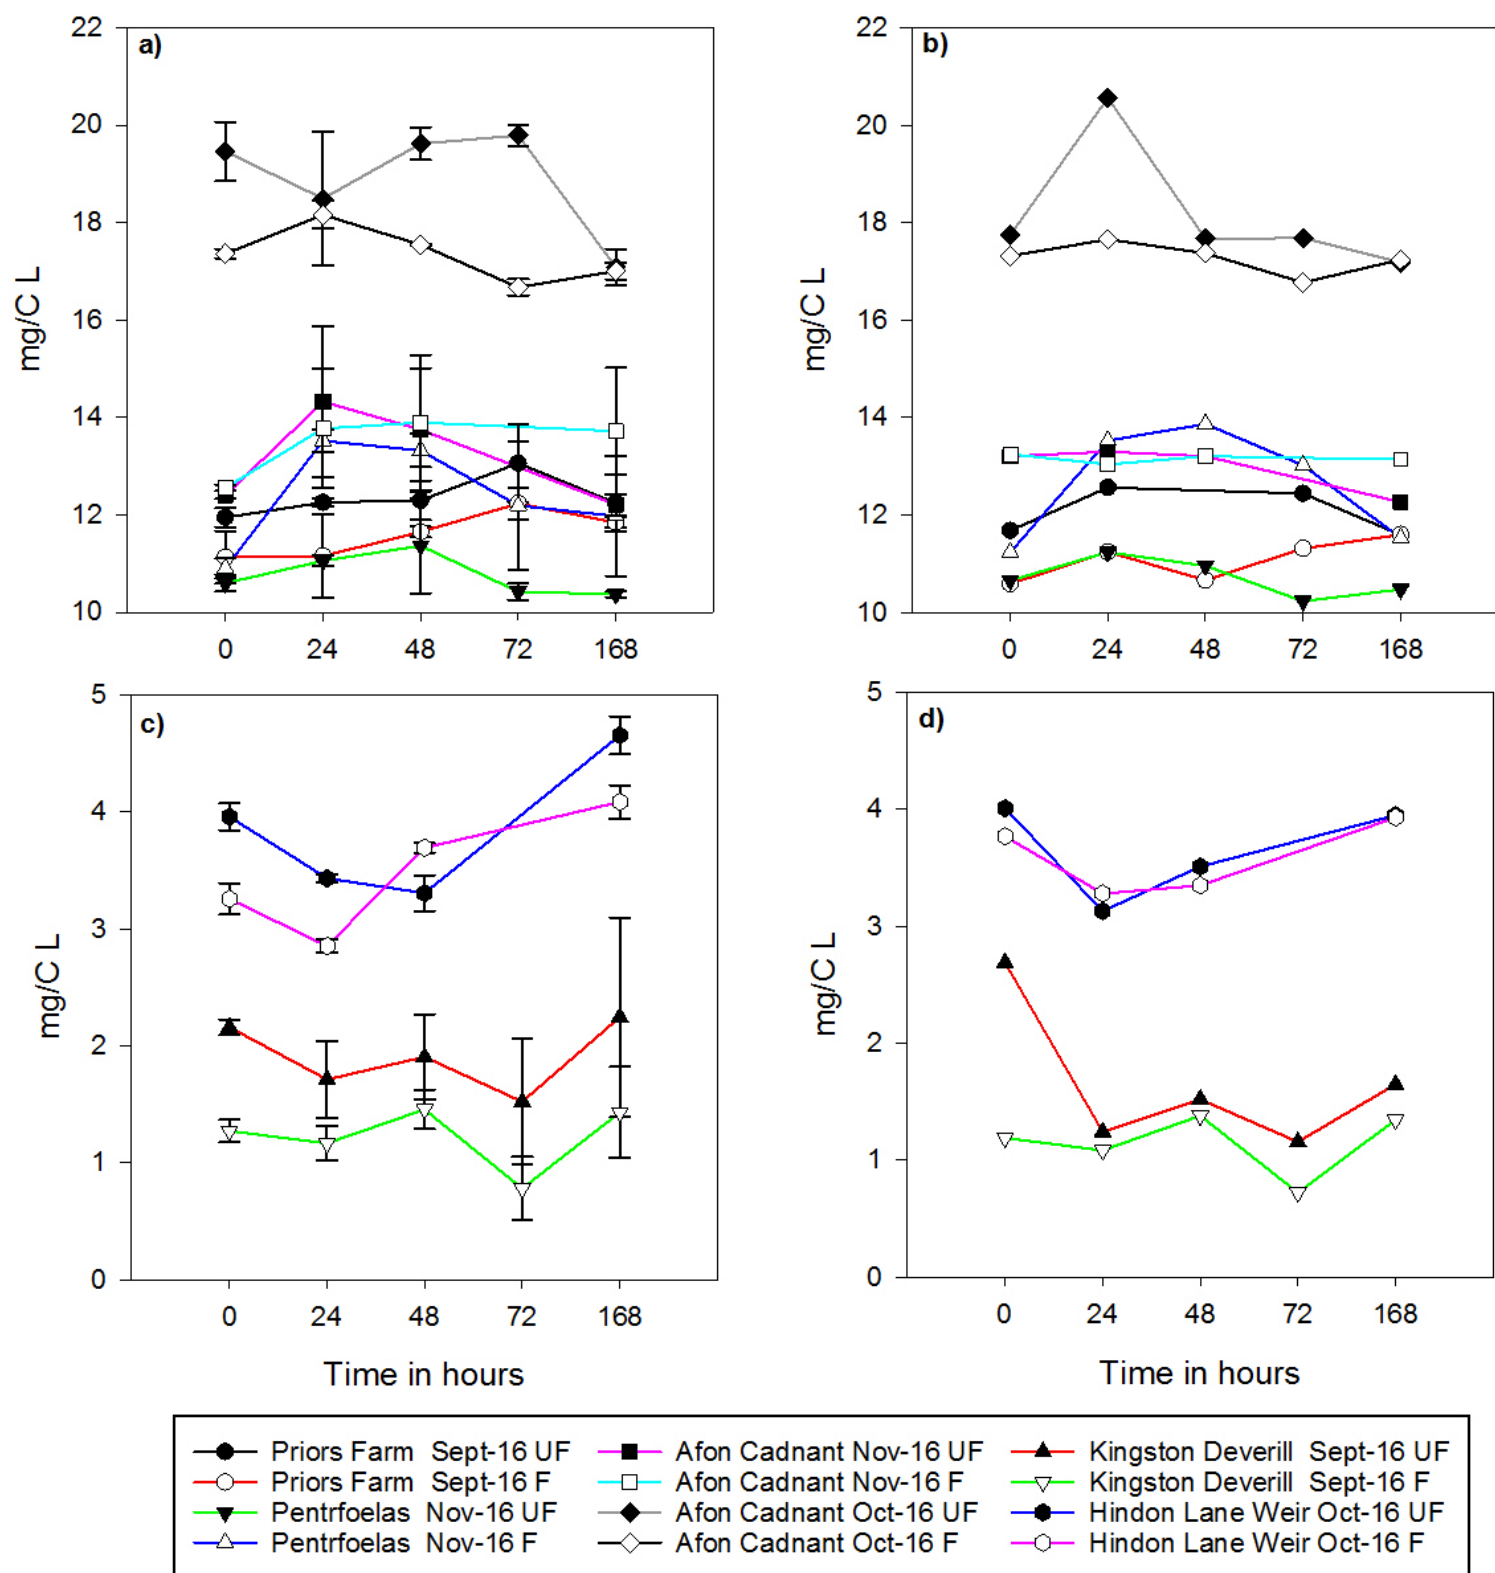 a)
22
20
18
16
14
12
10
mg/C L
0 24 48 72 168
b)
22
20
18
16
14
12
10
mg/C L
0 24 48 72 168
c)
5
4
3
2
1
0
mg/C L
0 24 48 72 168
Time in hours
d)
5
4
3
2
1
0
mg/C L
0 24 48 72 168
Time in hours
Priors Farm Sept-16 UF
Priors Farm Sept-16 F
Pentrfoelas Nov-16 UF
Pentrfoelas Nov-16 F
Afon Cadnant Nov-16 UF
Afon Cadnant Nov-16 F
Afon Cadnant Oct-16 UF
Afon Cadnant Oct-16 F
Kingston Deverill Sept-16 UF
Kingston Deverill Sept-16 F
Hindon Lane Weir Oct-16 UF
Hindon Lane Weir Oct-16 F